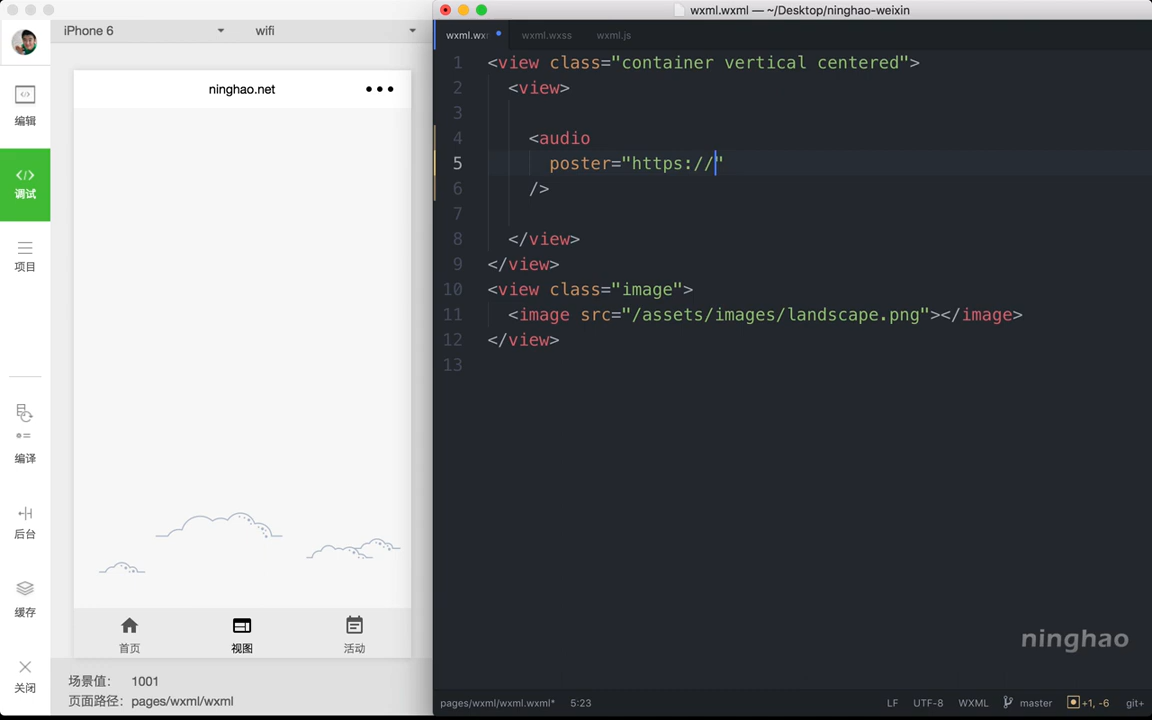 iPhone 6
wifi
编辑
调试
项目
编译
后台
缓存
关闭
ninghao.net
首页
视图
活动
场景值: 1001
页面路径: pages/wxml/wxml
wxml.wxml — ~/Desktop/ninghao-weixin
wxml.wx
wxml.wxss
wxml.js
1 <view class="container vertical centered">
2 <view>
3
4 <audio
5 poster="https://"
6 />
7
8 </view>
9 </view>
10 <view class="image">
11 <image src="/assets/images/landscape.png"></image>
12 </view>
13
ninghao
pages/wxml/wxml.wxml* 5:23
LF UTF-8 WXML master +1, -6 git+